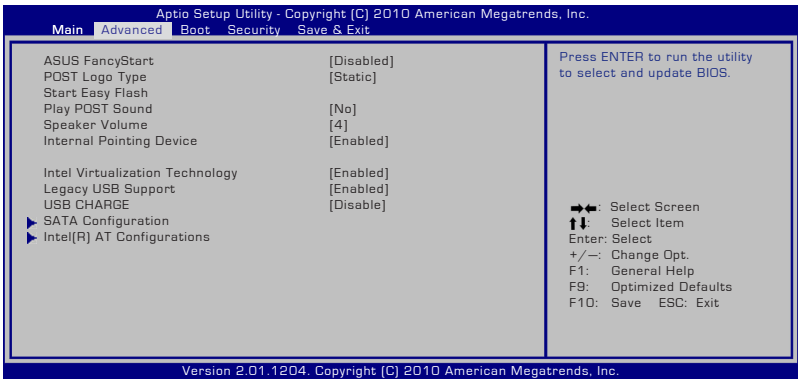 Aptio Setup Utility - Copyright (C) 2010 American Megatrends, Inc.
Main Advanced Boot Security Save & Exit
ASUS FancyStart [Disabled]
POST Logo Type [Static]
Start Easy Flash
Play POST Sound [No]
Speaker Volume [4]
Internal Pointing Device [Enabled]
Intel Virtualization Technology [Enabled]
Legacy USB Support [Enabled]
USB CHARGE [Disable]
SATA Configuration
Intel(R) AT Configurations
Press ENTER to run the utility
to select and update BIOS.
→←: Select Screen
↑↓: Select Item
Enter: Select
+/—: Change Opt.
F1: General Help
F9: Optimized Defaults
F10: Save ESC: Exit
Version 2.01.1204. Copyright (C) 2010 American Megatrends, Inc.